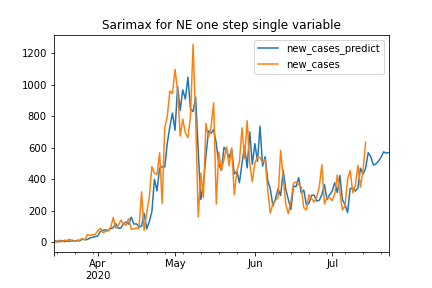 Sarimax for NE one step single variable
new_cases_predict
new_cases
1200
1000
800
600
400
200
0
Apr
2020
May
Jun
Jul